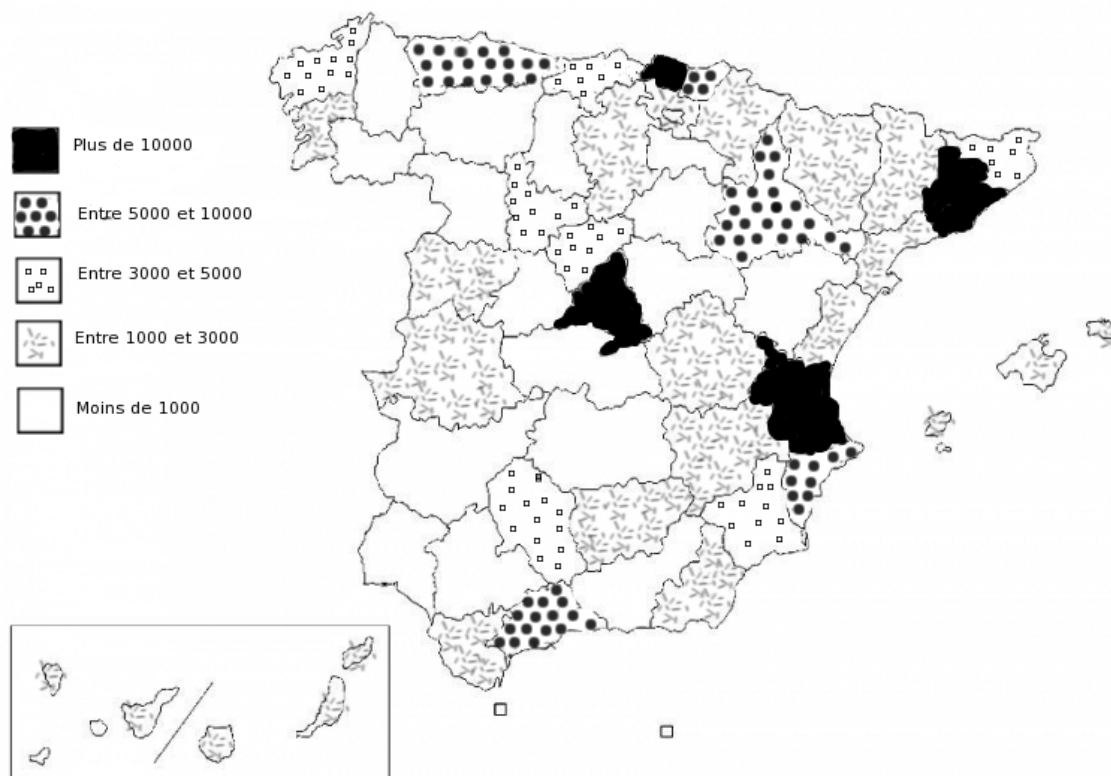 Plus de 10000
Entre 5000 et 10000
Entre 3000 et 5000
Entre 1000 et 3000
Moins de 1000